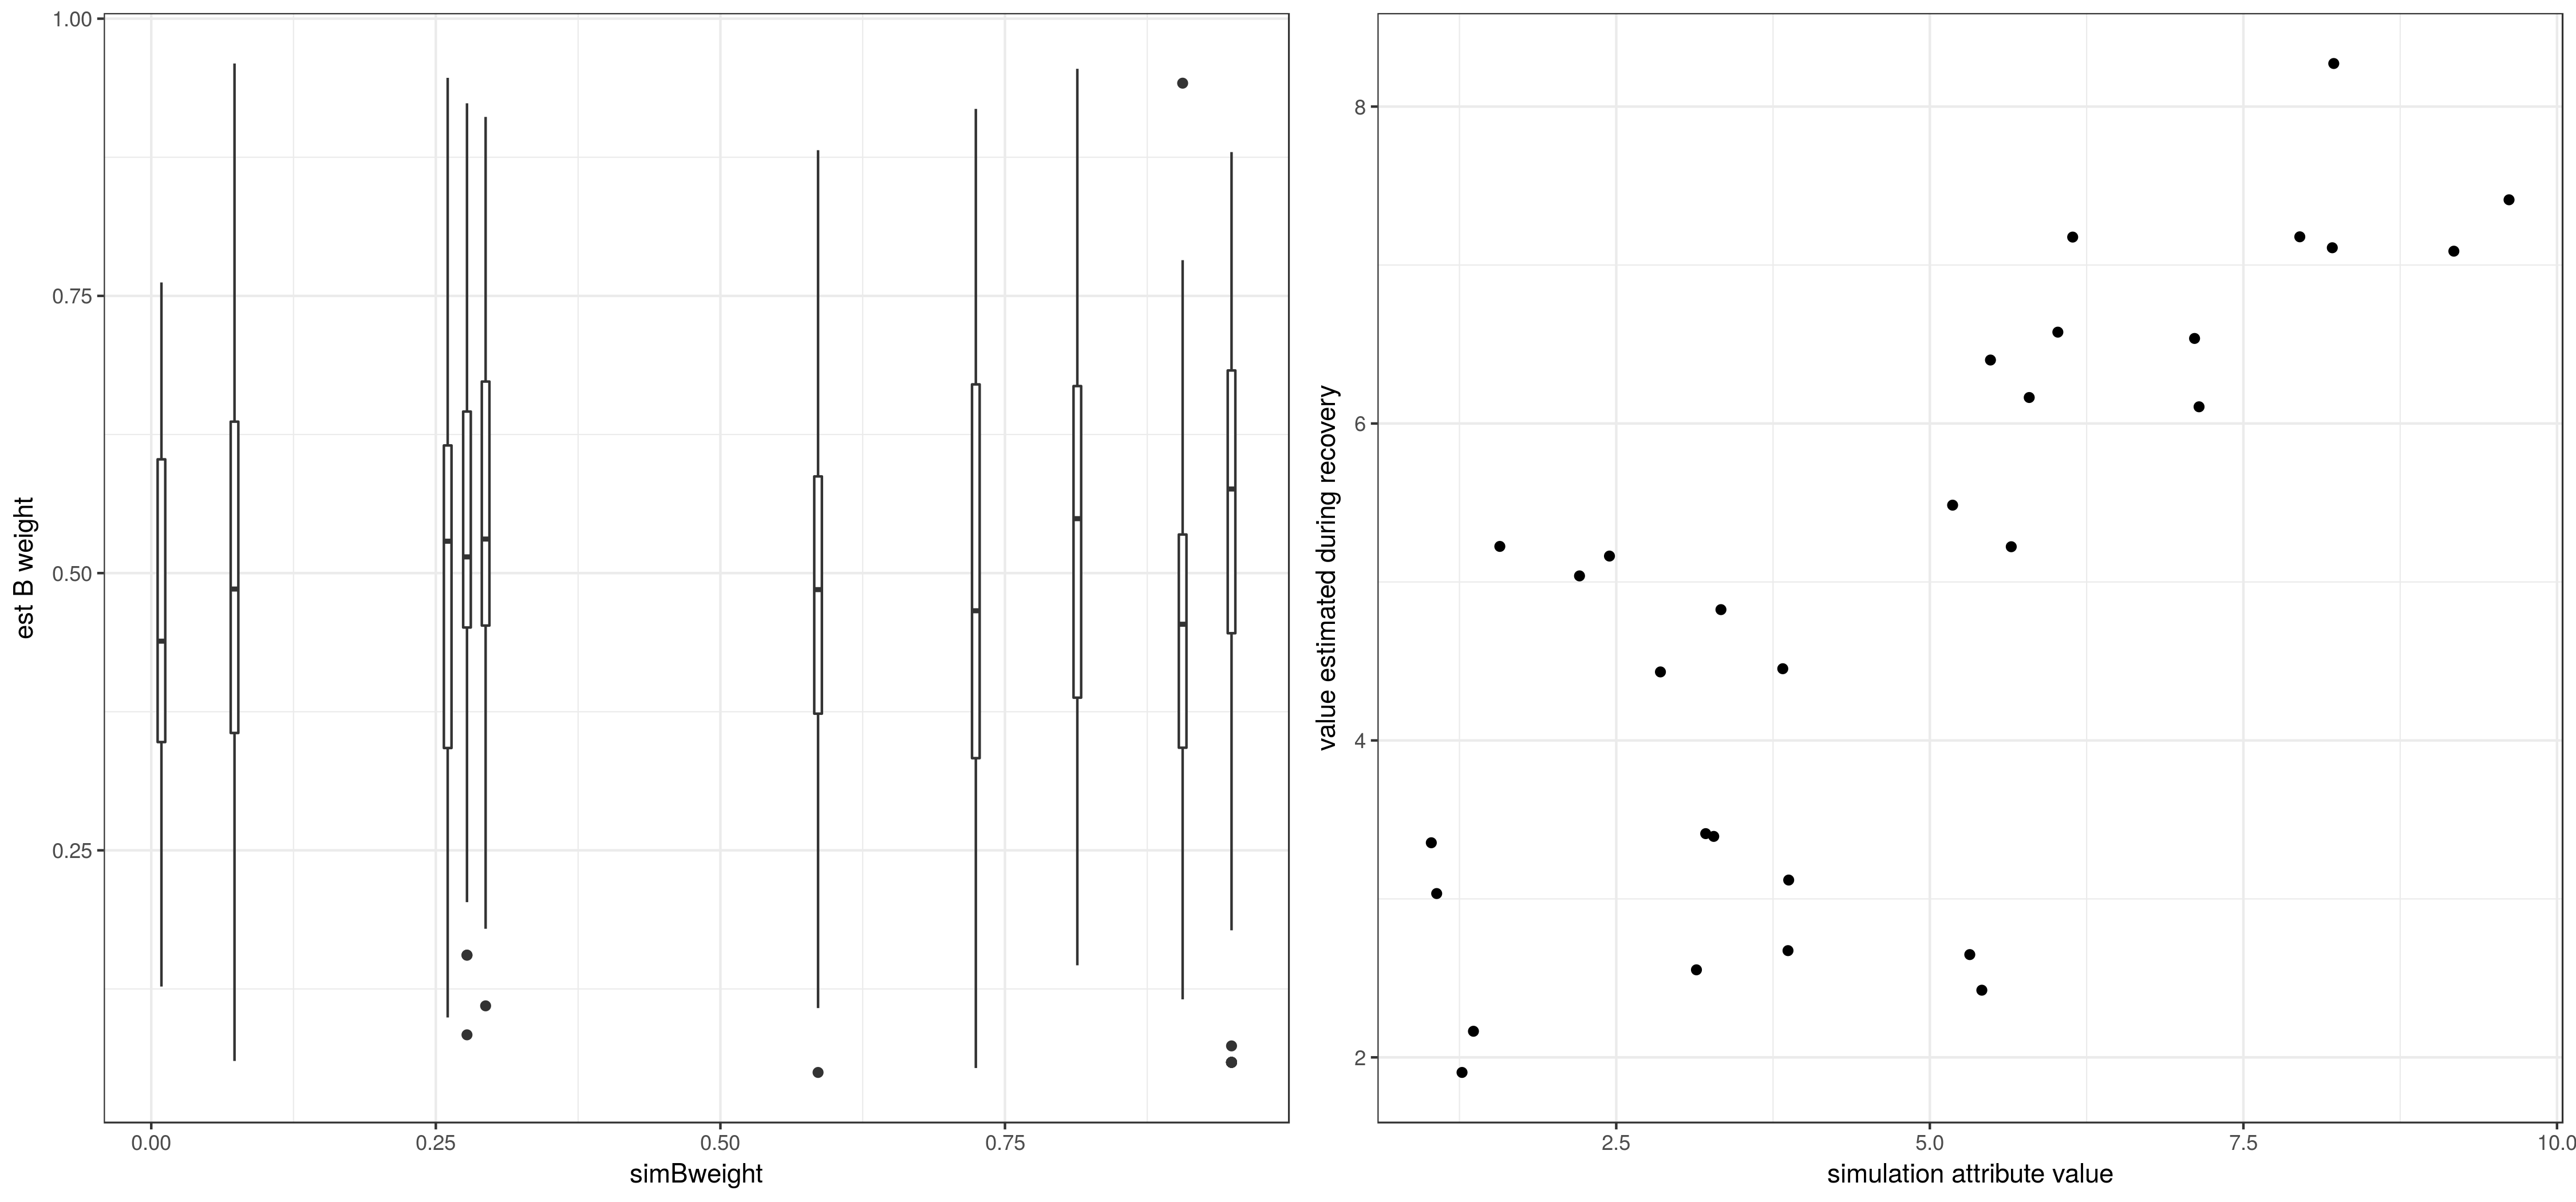 1.00
0.75
0.50
0.25
est B weight
0.00 0.25 0.50 0.75
simBweight
8
6
4
2
value estimated during recovery
2.5 5.0 7.5 10.0
simulation attribute value